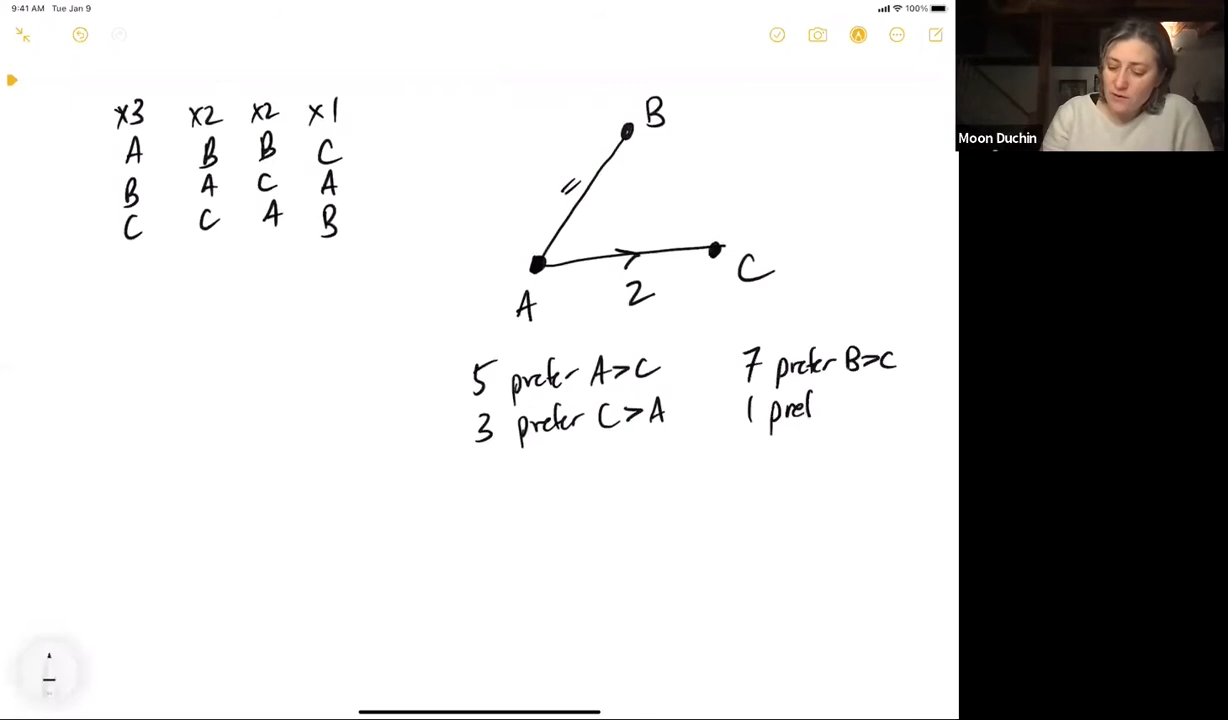 9:41 AM Tue Jan 9
100%
Moon Duchin
x3 x2 x2 x1
A B B C
B A C A
C C A B
B
=
A
2
C
5 prefer A>C
3 prefer C>A
7 prefer B>C
1 pref